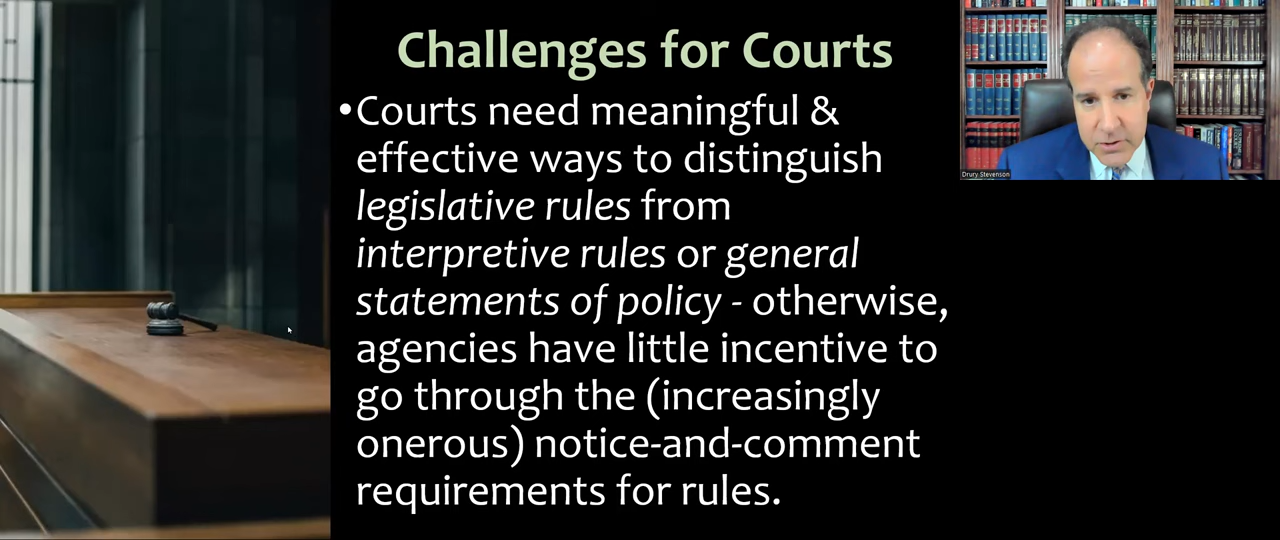 Challenges for Courts
•Courts need meaningful &
effective ways to distinguish
legislative rules from
interpretive rules or general
statements of policy - otherwise,
agencies have little incentive to
go through the (increasingly
onerous) notice-and-comment
requirements for rules.
Drury Stevenson